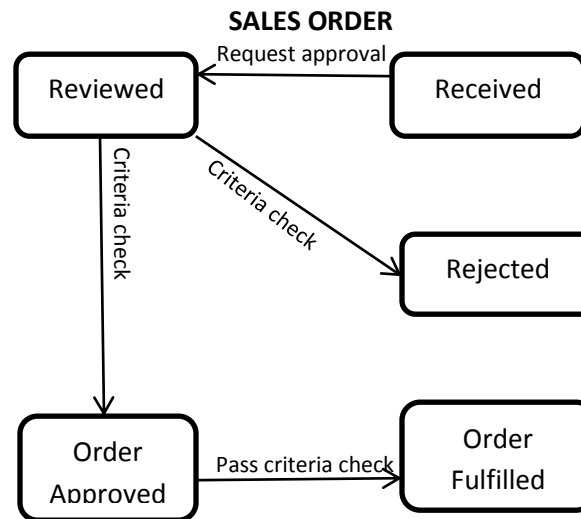 SALES ORDER
Request approval
Reviewed
Received
Criteria check
Criteria check
Rejected
Order
Approved
Pass criteria check
Order
Fulfilled